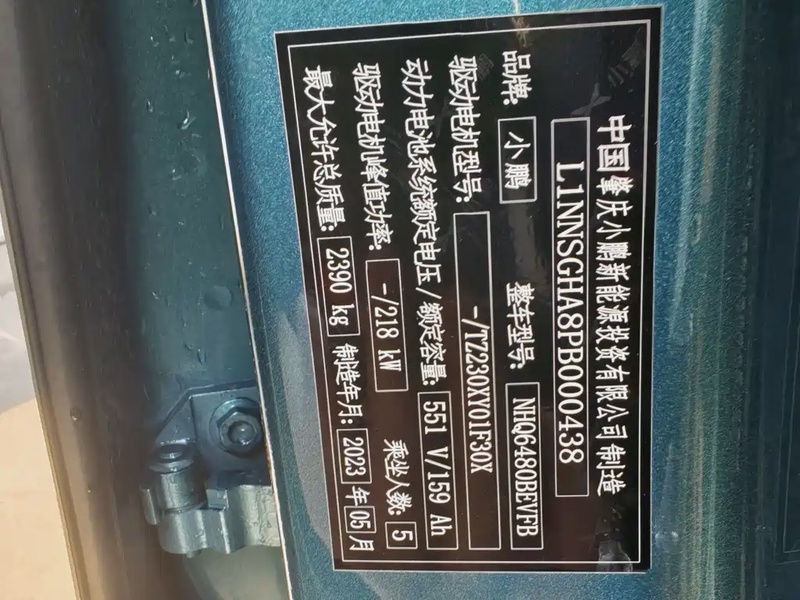 中国肇庆小鹏新能源投资有限公司制造
L1NNSGHA8PB000438
品牌: 小鹏 整车型号: NHQ6480BEVFB
驱动电机型号: -/TZ230XY01F30X
动力电池系统额定电压/额定容量: 551 V/159 Ah
驱动电机峰值功率: -/218 kW 乘坐人数: 5
最大允许总质量: 2390 kg 制造年月: 2023 年 05 月